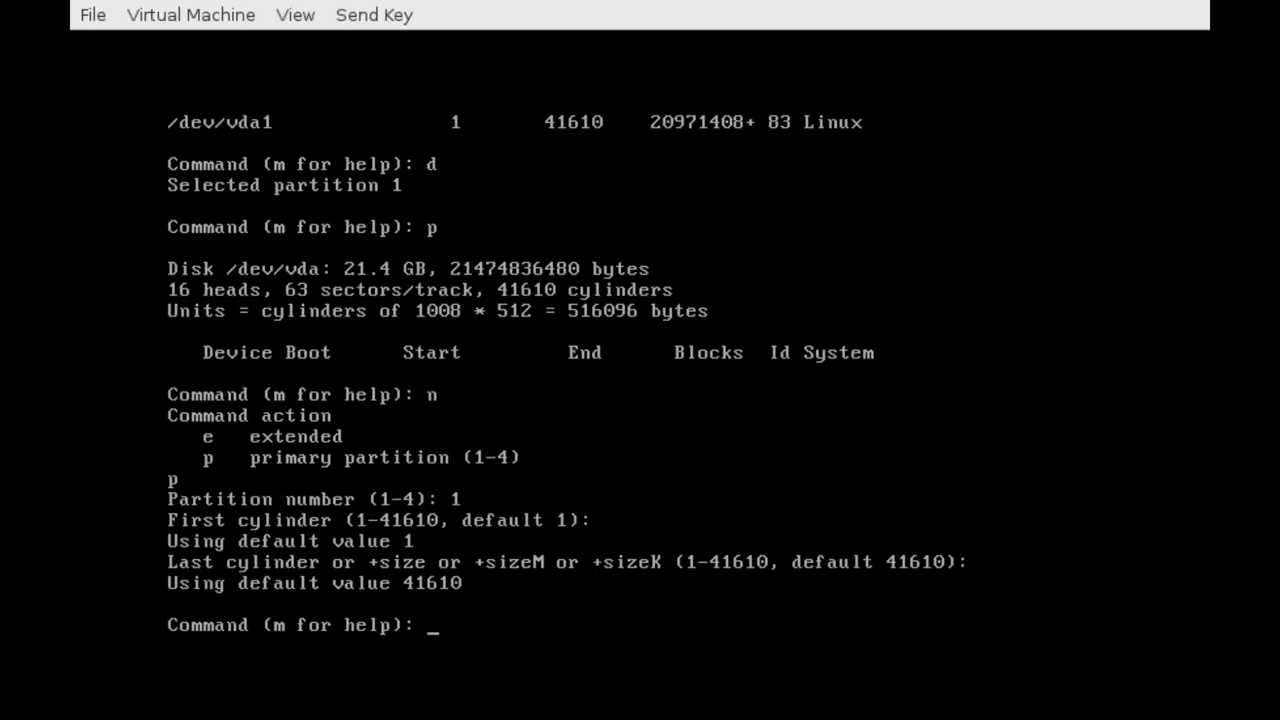 File Virtual Machine View Send Key
/dev/vda1 1 41610 20971408+ 83 Linux
Command (m for help): d
Selected partition 1
Command (m for help): p
Disk /dev/vda: 21.4 GB, 21474836480 bytes
16 heads, 63 sectors/track, 41610 cylinders
Units = cylinders of 1008 * 512 = 516096 bytes
Device Boot Start End Blocks Id System
Command (m for help): n
Command action
e extended
p primary partition (1-4)
p
Partition number (1-4): 1
First cylinder (1-41610, default 1):
Using default value 1
Last cylinder or +size or +sizeM or +sizeK (1-41610, default 41610):
Using default value 41610
Command (m for help): _